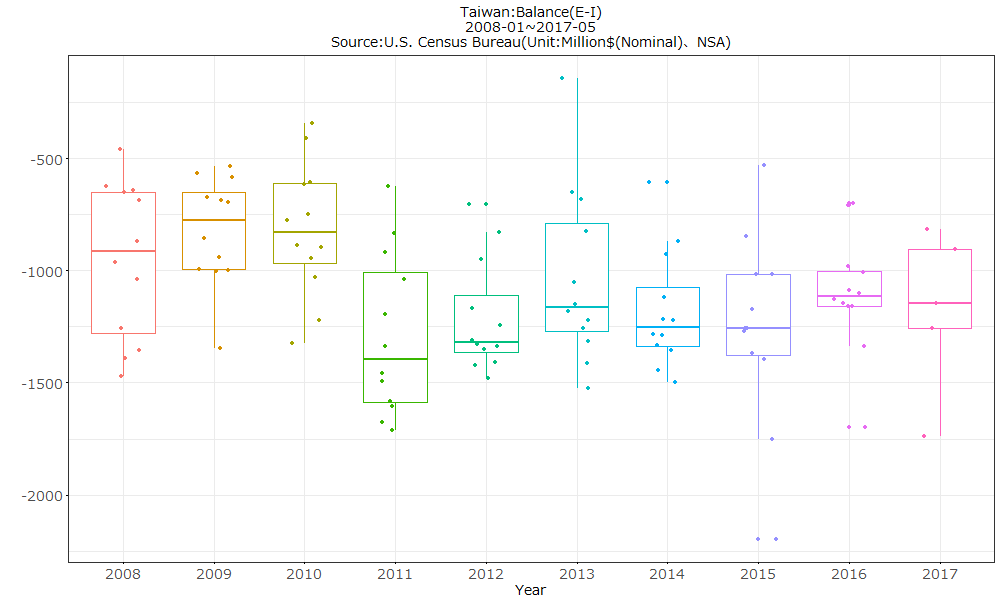 Taiwan:Balance(E-I)
2008-01~2017-05
Source:U.S. Census Bureau(Unit:Million$(Nominal)、NSA)
-500
-1000
-1500
-2000
2008 2009 2010 2011 2012 2013 2014 2015 2016 2017
Year